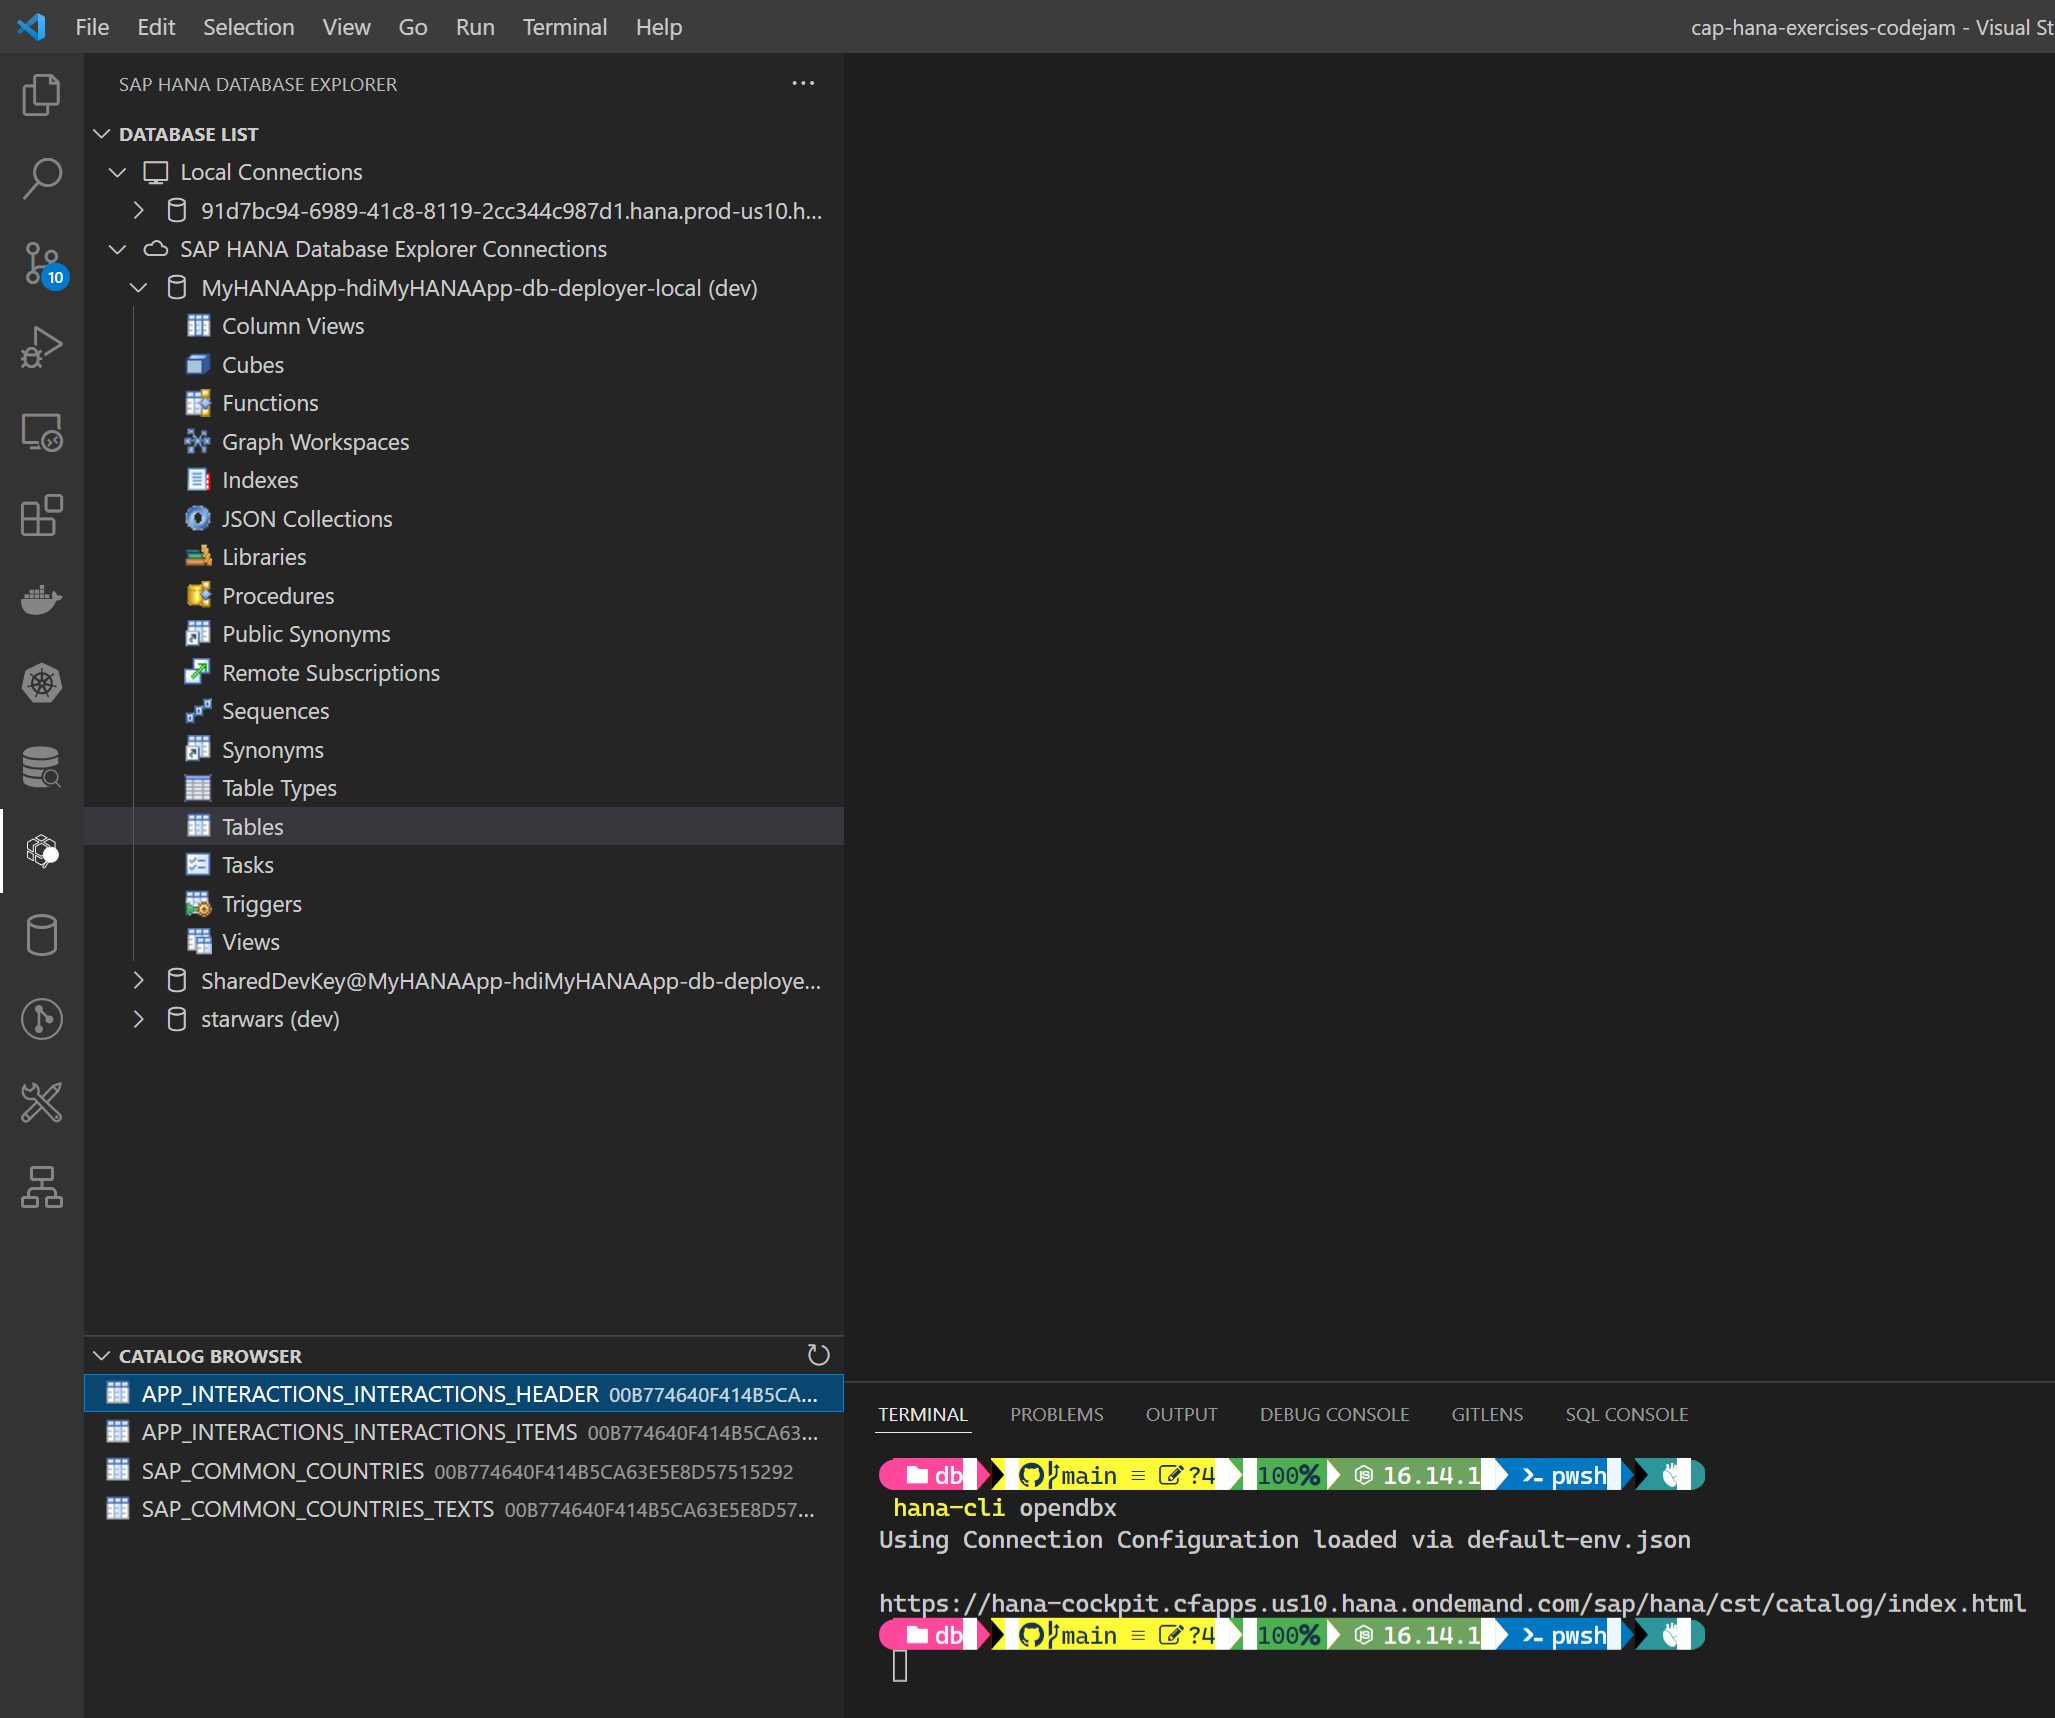 File Edit Selection View Go Run Terminal Help
cap-hana-exercises-codejam - Visual St
SAP HANA DATABASE EXPLORER
DATABASE LIST
Local Connections
91d7bc94-6989-41c8-8119-2cc344c987d1.hana.prod-us10.h...
SAP HANA Database Explorer Connections
MyHANAApp-hdiMyHANAApp-db-deployer-local (dev)
Column Views
Cubes
Functions
Graph Workspaces
Indexes
JSON Collections
Libraries
Procedures
Public Synonyms
Remote Subscriptions
Sequences
Synonyms
Table Types
Tables
Tasks
Triggers
Views
SharedDevKey@MyHANAApp-hdiMyHANAApp-db-deploye...
starwars (dev)
10
CATALOG BROWSER
APP_INTERACTIONS_INTERACTIONS_HEADER 00B774640F414B5CA...
APP_INTERACTIONS_INTERACTIONS_ITEMS 00B774640F414B5CA63...
SAP_COMMON_COUNTRIES 00B774640F414B5CA63E5E8D57515292
SAP_COMMON_COUNTRIES_TEXTS 00B774640F414B5CA63E5E8D57...
TERMINAL PROBLEMS OUTPUT DEBUG CONSOLE GITLENS SQL CONSOLE
db main ≡ ?4 100% 16.14.1 pwsh
hana-cli opendbx
Using Connection Configuration loaded via default-env.json
https://hana-cockpit.cfapps.us10.hana.ondemand.com/sap/hana/cst/catalog/index.html
db main ≡ ?4 100% 16.14.1 pwsh